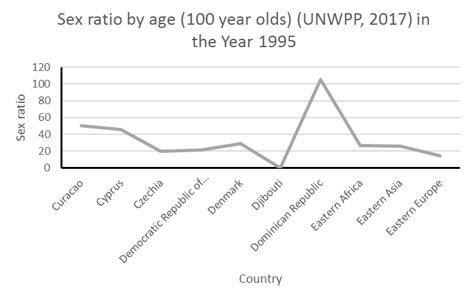 Sex ratio by age (100 year olds) (UNWPP, 2017) in
the Year 1995
120
100
80
60
40
20
0
Sex ratio
Curacao
Cyprus
Czechia
Democratic Republic of...
Denmark
Djibouti
Dominican Republic
Eastern Africa
Eastern Asia
Eastern Europe
Country